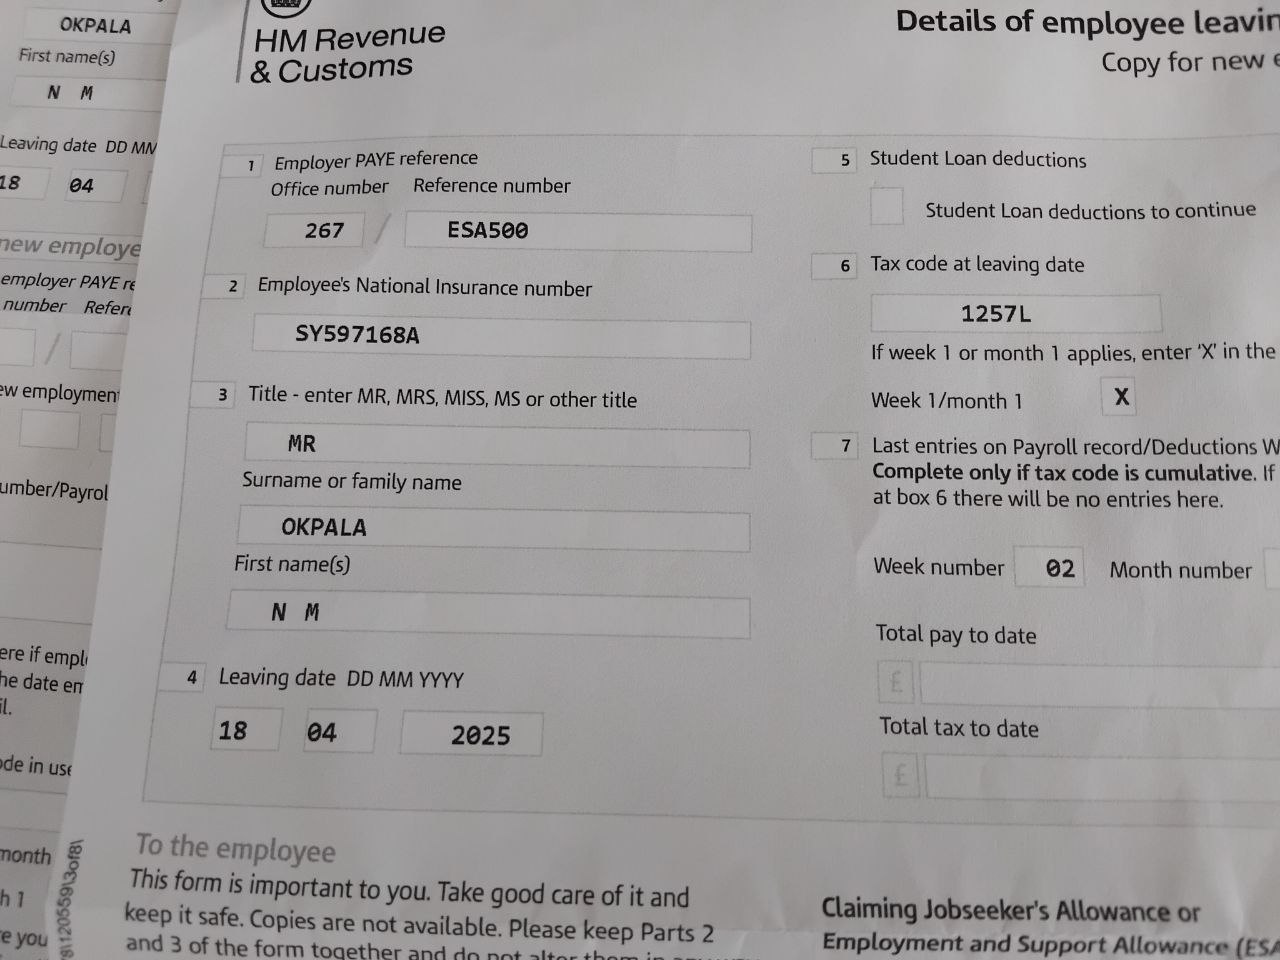 OKPALA
First name(s)
N M
Leaving date DD MM
18 04
new employe
employer PAYE re
number Refere
ew employment
umber/Payrol
ere if empl
he date em
il.
ode in use
month
h 1
e you
HM Revenue
& Customs
Details of employee leavin
Copy for new e
1 Employer PAYE reference
Office number Reference number
267 / ESA500
2 Employee's National Insurance number
SY597168A
3 Title - enter MR, MRS, MISS, MS or other title
MR
Surname or family name
OKPALA
First name(s)
N M
4 Leaving date DD MM YYYY
18 04 2025
5 Student Loan deductions
Student Loan deductions to continue
6 Tax code at leaving date
1257L
If week 1 or month 1 applies, enter 'X' in the
Week 1/month 1 X
7 Last entries on Payroll record/Deductions W
Complete only if tax code is cumulative. If
at box 6 there will be no entries here.
Week number 02 Month number
Total pay to date
£
Total tax to date
£
To the employee
This form is important to you. Take good care of it and
keep it safe. Copies are not available. Please keep Parts 2
and 3 of the form together and do not alter them in any
Claiming Jobseeker's Allowance or
Employment and Support Allowance (ESA